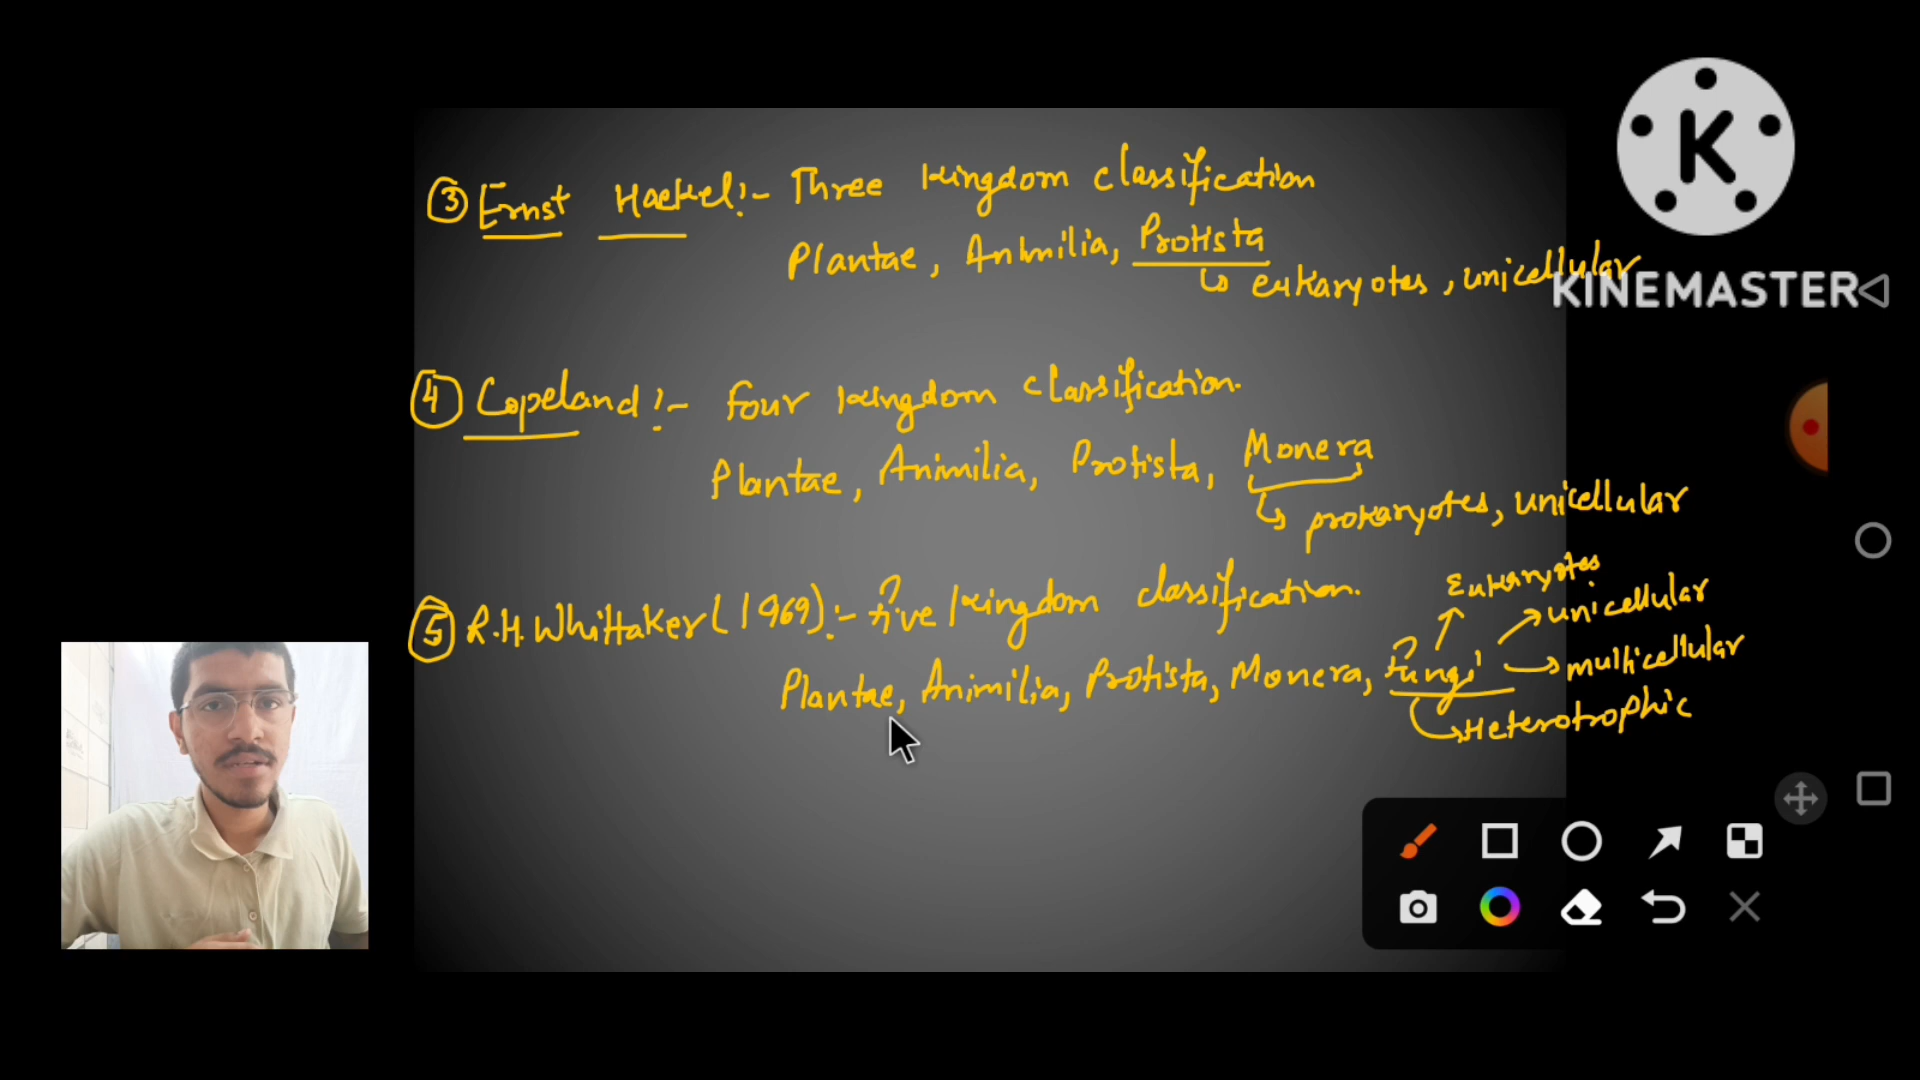 ③ Ernst Haekel:- Three kingdom classification
Plantae, Animilia, Protista
↳ eukaryotes, unicellular
KINEMASTER
④ Copeland:- Four kingdom classification.
Plantae, Animilia, Protista, Monera
↳ prokaryotes, unicellular
⑤ R.H. Whittaker (1969):- Five kingdom classification.
Eukaryotes
unicellular
Plantae, Animilia, Protista, Monera, Fungi
multicellular
Heterotrophic